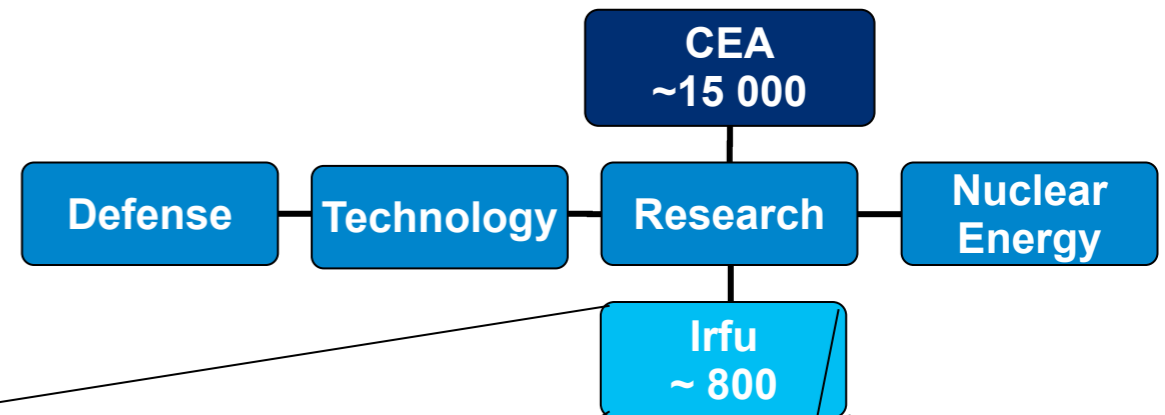 CEA
~15 000
Defense
Technology
Research
Nuclear
Energy
Irfu
~ 800